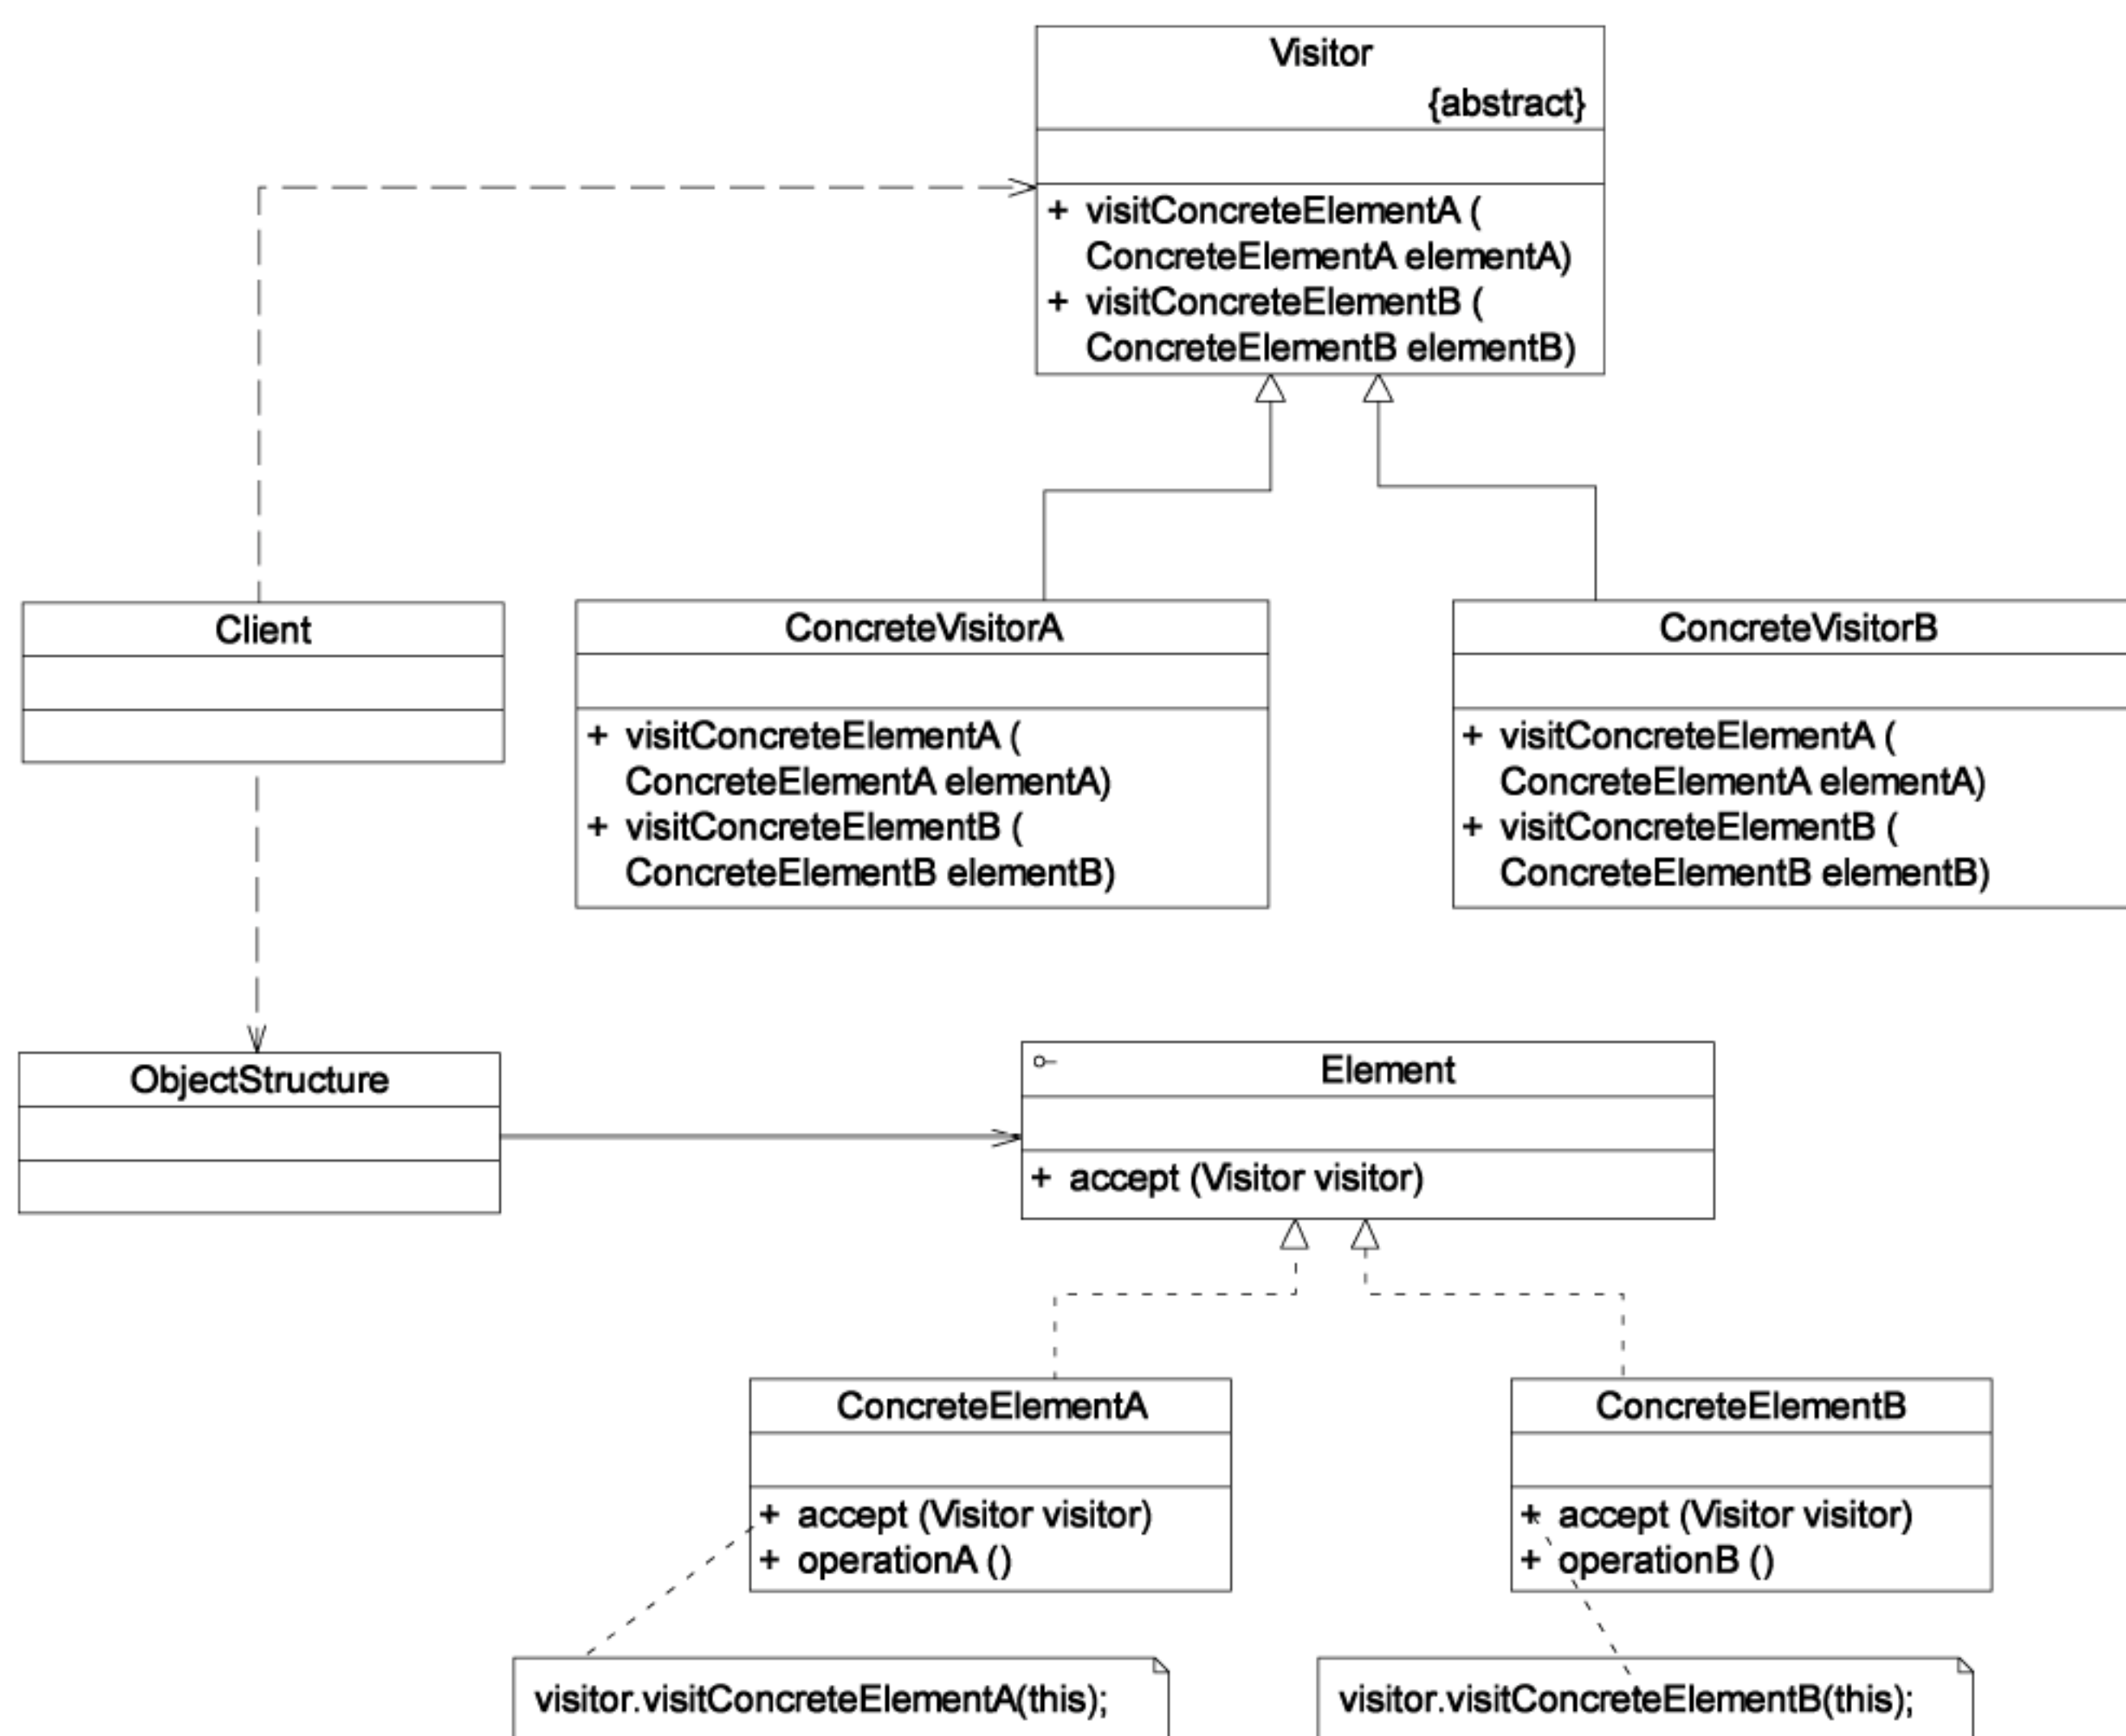 Visitor
{abstract}
+ visitConcreteElementA (
ConcreteElementA elementA)
+ visitConcreteElementB (
ConcreteElementB elementB)
Client
ConcreteVisitorA
+ visitConcreteElementA (
ConcreteElementA elementA)
+ visitConcreteElementB (
ConcreteElementB elementB)
ConcreteVisitorB
+ visitConcreteElementA (
ConcreteElementA elementA)
+ visitConcreteElementB (
ConcreteElementB elementB)
ObjectStructure
Element
+ accept (Visitor visitor)
ConcreteElementA
+ accept (Visitor visitor)
+ operationA ()
ConcreteElementB
+ accept (Visitor visitor)
+ operationB ()
visitor.visitConcreteElementA(this);
visitor.visitConcreteElementB(this);